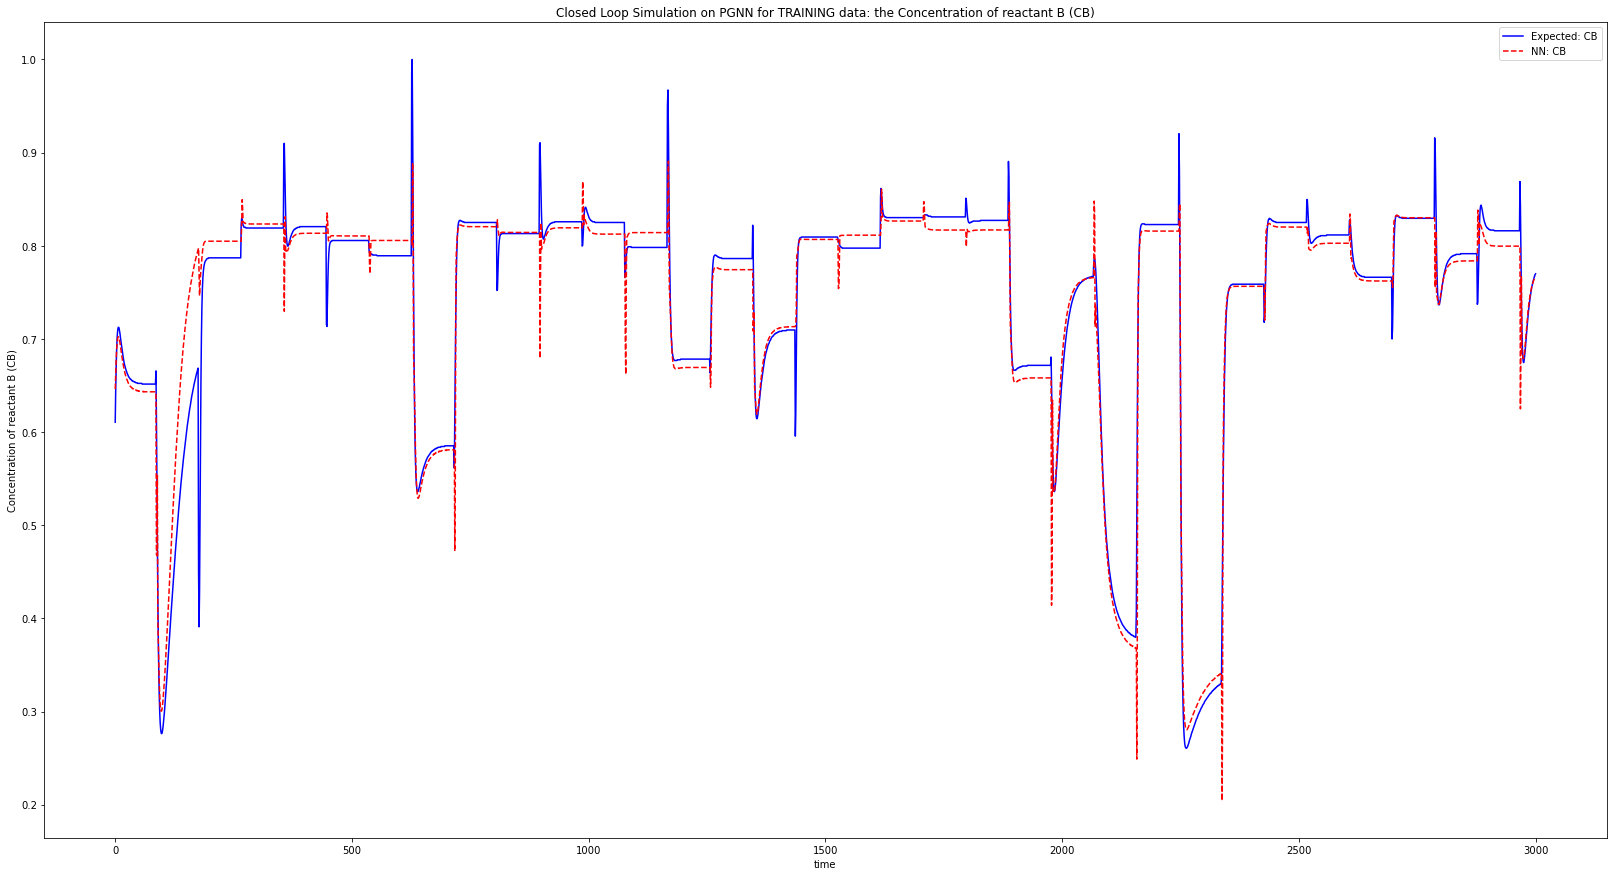 Closed Loop Simulation on PGNN for TRAINING data: the Concentration of reactant B (CB)
Expected: CB
NN: CB
Concentration of reactant B (CB)
1.0
0.9
0.8
0.7
0.6
0.5
0.4
0.3
0.2
0 500 1000 1500 2000 2500 3000
time